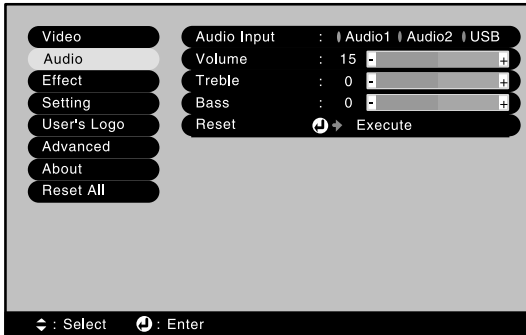 Video
Audio
Effect
Setting
User's Logo
Advanced
About
Reset All
Audio Input : Audio1 Audio2 USB
Volume : 15 - +
Treble : 0 - +
Bass : 0 - +
Reset Execute
: Select : Enter